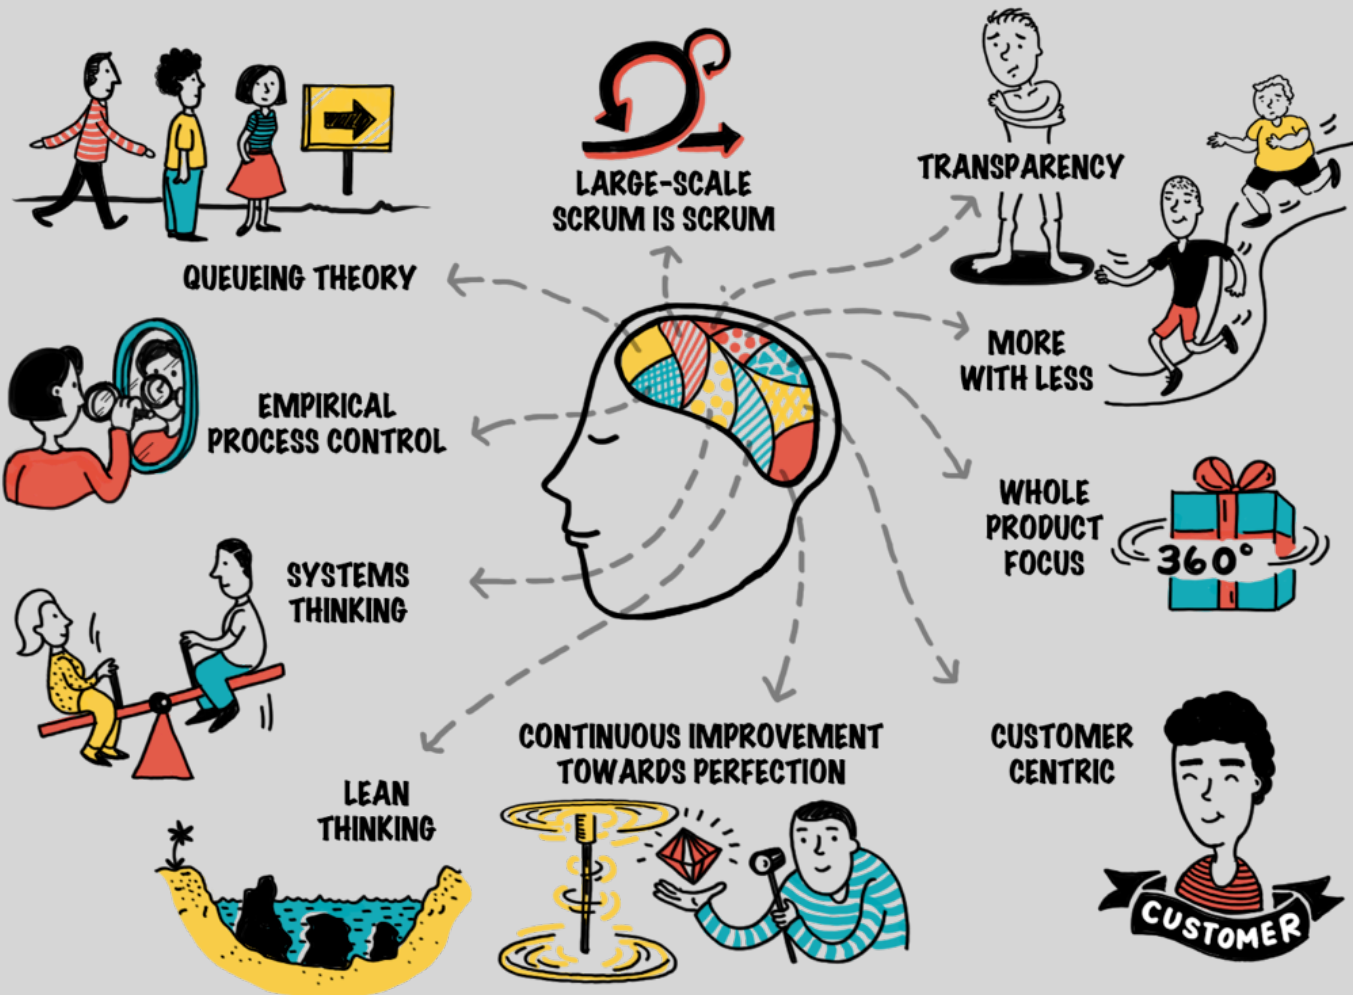 LARGE-SCALE
SCRUM IS SCRUM
TRANSPARENCY
QUEUEING THEORY
MORE
WITH LESS
EMPIRICAL
PROCESS CONTROL
WHOLE
PRODUCT
FOCUS
360°
SYSTEMS
THINKING
CONTINUOUS IMPROVEMENT
TOWARDS PERFECTION
CUSTOMER
CENTRIC
LEAN
THINKING
CUSTOMER